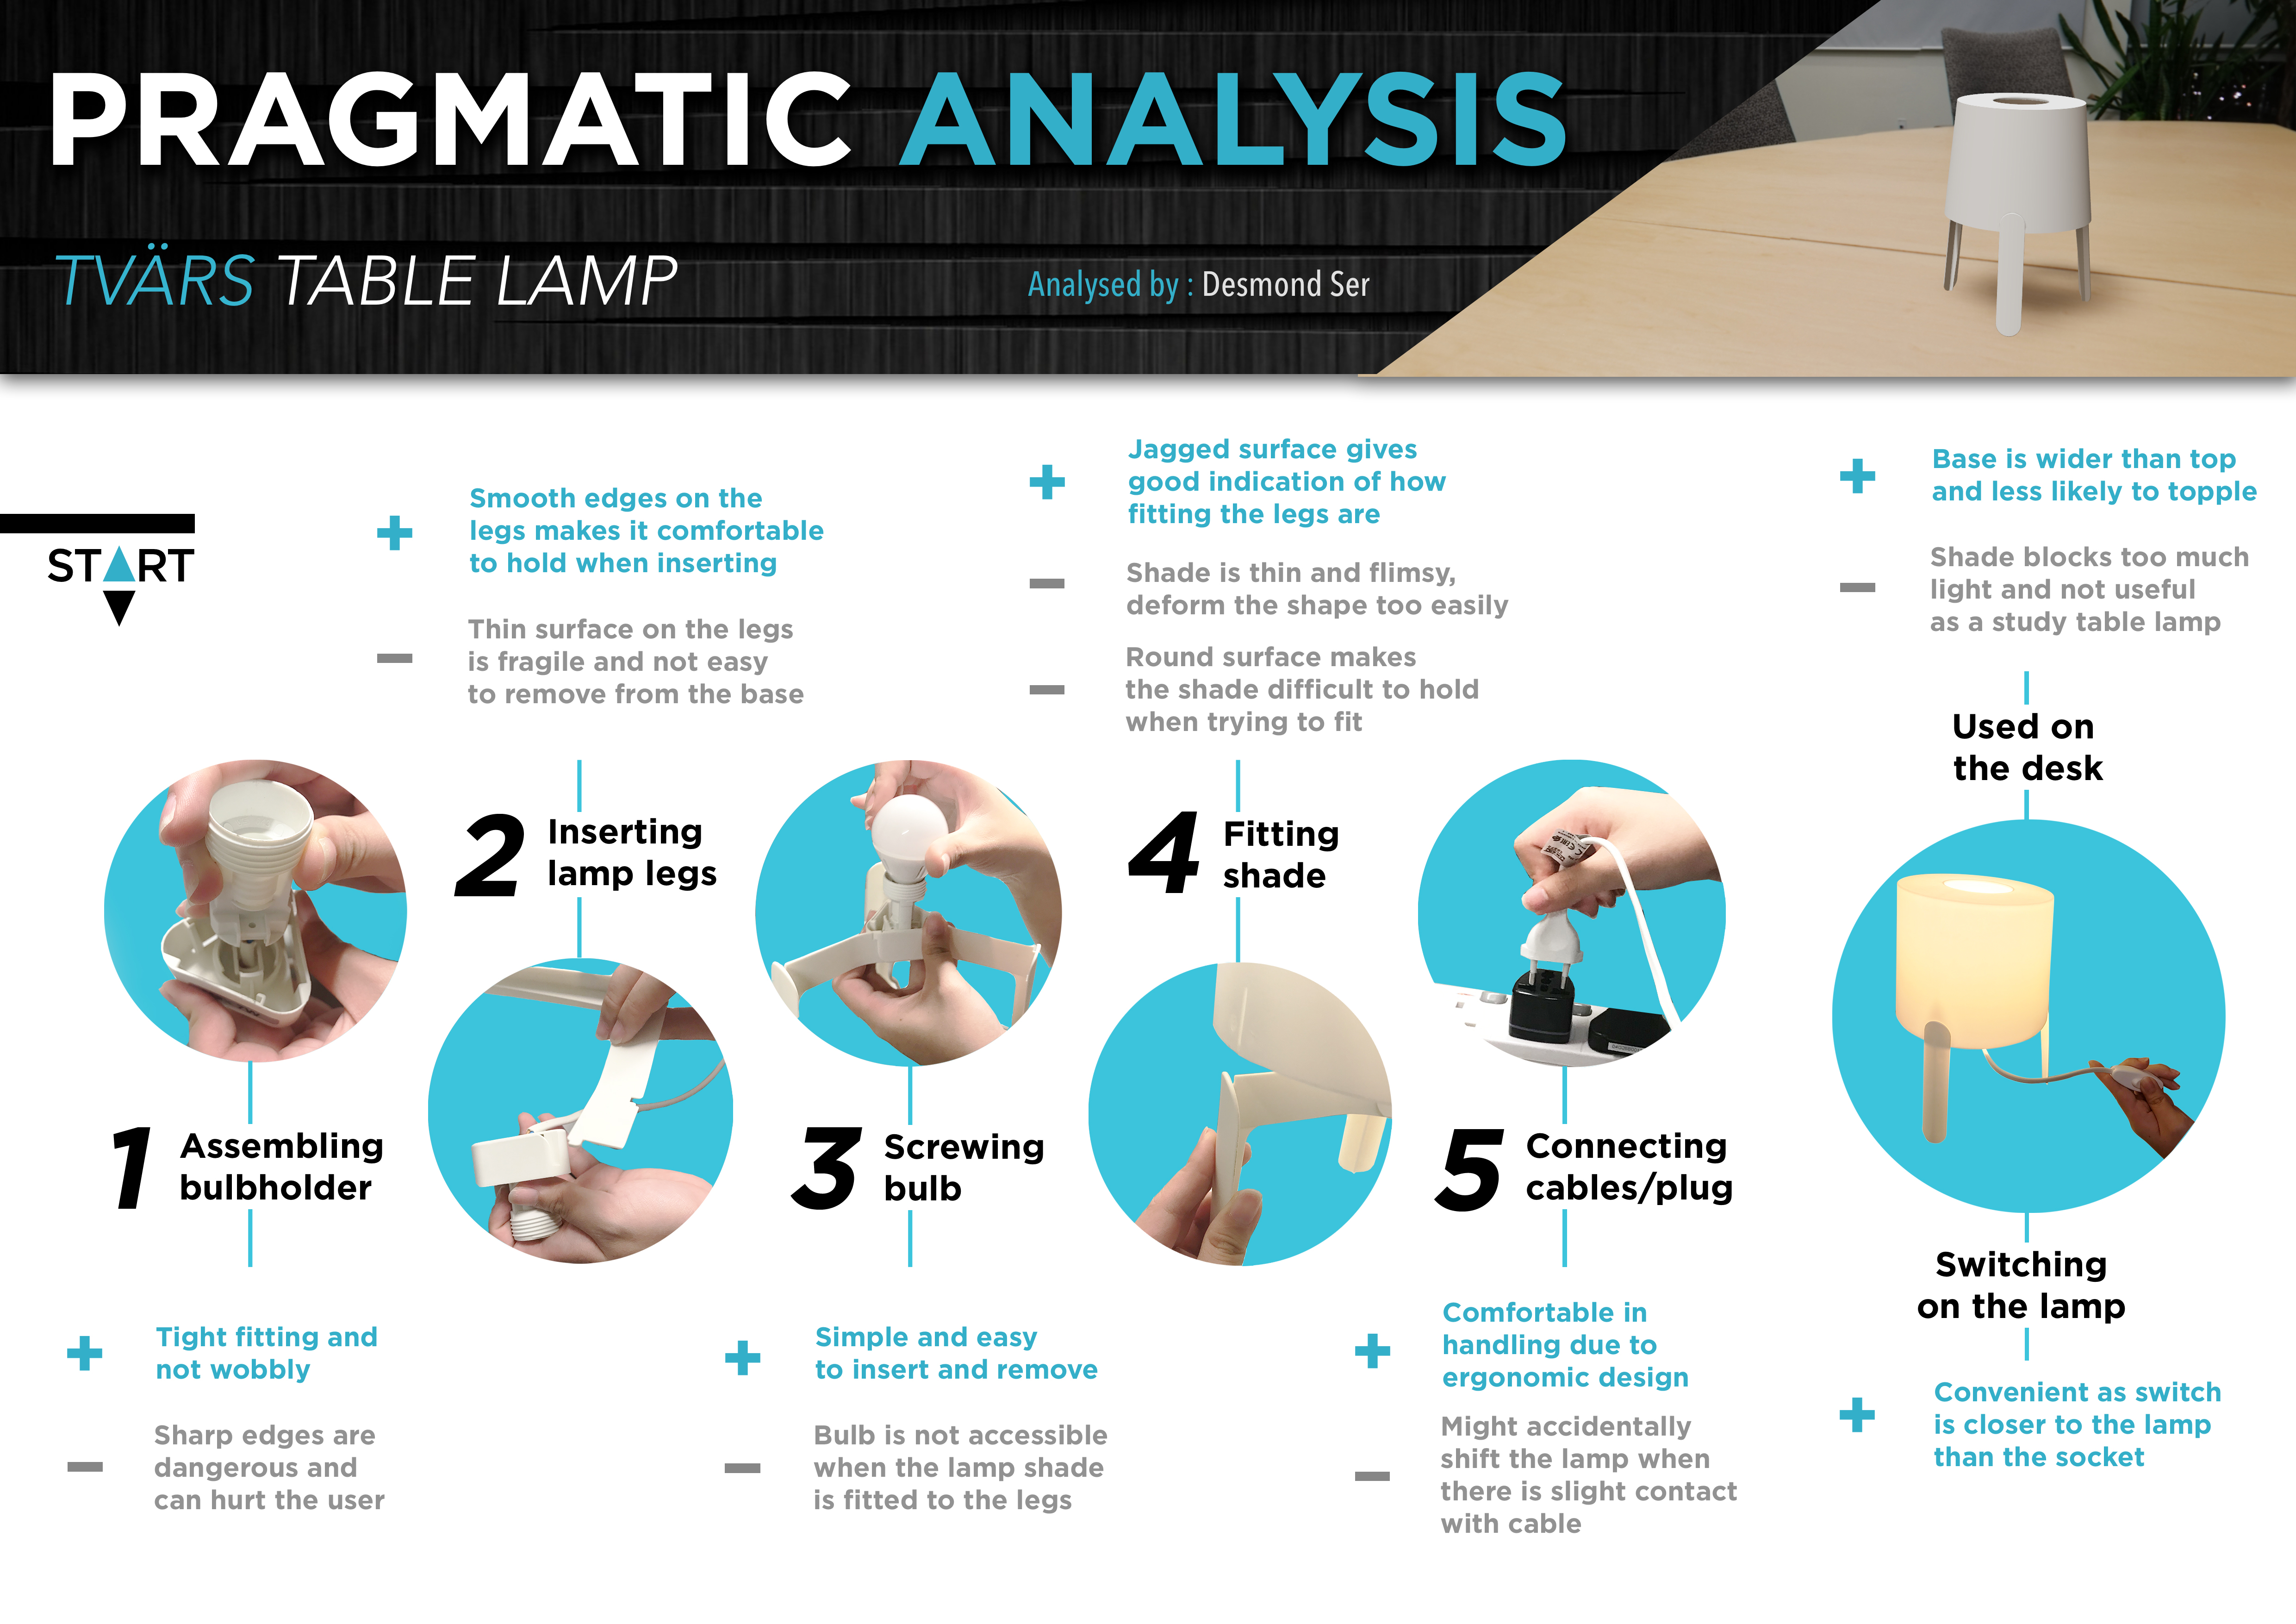 PRAGMATIC ANALYSIS
TVÄRS TABLE LAMP
Analysed by : Desmond Ser
START
Smooth edges on the
legs makes it comfortable
to hold when inserting
Thin surface on the legs
is fragile and not easy
to remove from the base
Jagged surface gives
good indication of how
fitting the legs are
Shade is thin and flimsy,
deform the shape too easily
Round surface makes
the shade difficult to hold
when trying to fit
Base is wider than top
and less likely to topple
Shade blocks too much
light and not useful
as a study table lamp
Used on
the desk
2 Inserting
lamp legs
4 Fitting
shade
1 Assembling
bulbholder
3 Screwing
bulb
5 Connecting
cables/plug
Switching
on the lamp
Tight fitting and
not wobbly
Sharp edges are
dangerous and
can hurt the user
Simple and easy
to insert and remove
Bulb is not accessible
when the lamp shade
is fitted to the legs
Comfortable in
handling due to
ergonomic design
Might accidentally
shift the lamp when
there is slight contact
with cable
Convenient as switch
is closer to the lamp
than the socket